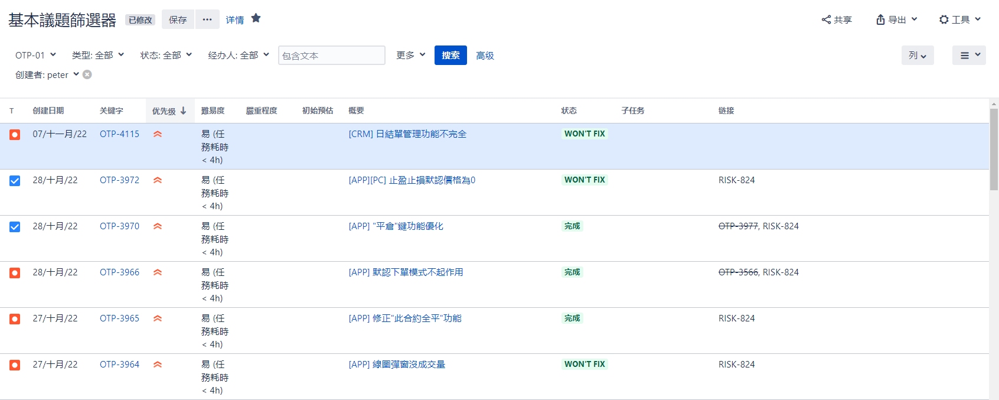 基本議題篩選器 已修改 保存 ··· 详情 共享 导出 工具
OTP-01 类型: 全部 状态: 全部 经办人: 全部 包含文本 更多 搜索 高级 列
创建者: peter
T 创建日期 关键字 优先级 難易度 嚴重程度 初始预估 概要 状态 子任务 链接
07/十一月/22 OTP-4115 易 (任 [CRM] 日結單管理功能不完全 WON'T FIX
務耗時
< 4h)
28/十月/22 OTP-3972 易 (任 [APP][PC] 止盈止損默認價格為0 WON'T FIX RISK-824
務耗時
< 4h)
28/十月/22 OTP-3970 易 (任 [APP] "平倉"鍵功能優化 完成 OTP-3977, RISK-824
務耗時
< 4h)
28/十月/22 OTP-3966 易 (任 [APP] 默認下單模式不起作用 完成 OTP-3566, RISK-824
務耗時
< 4h)
27/十月/22 OTP-3965 易 (任 [APP] 修正"此合約全平"功能 完成 RISK-824
務耗時
< 4h)
27/十月/22 OTP-3964 易 (任 [APP] 線圖彈窗沒成交量 WON'T FIX RISK-824
務耗時
< 4h)